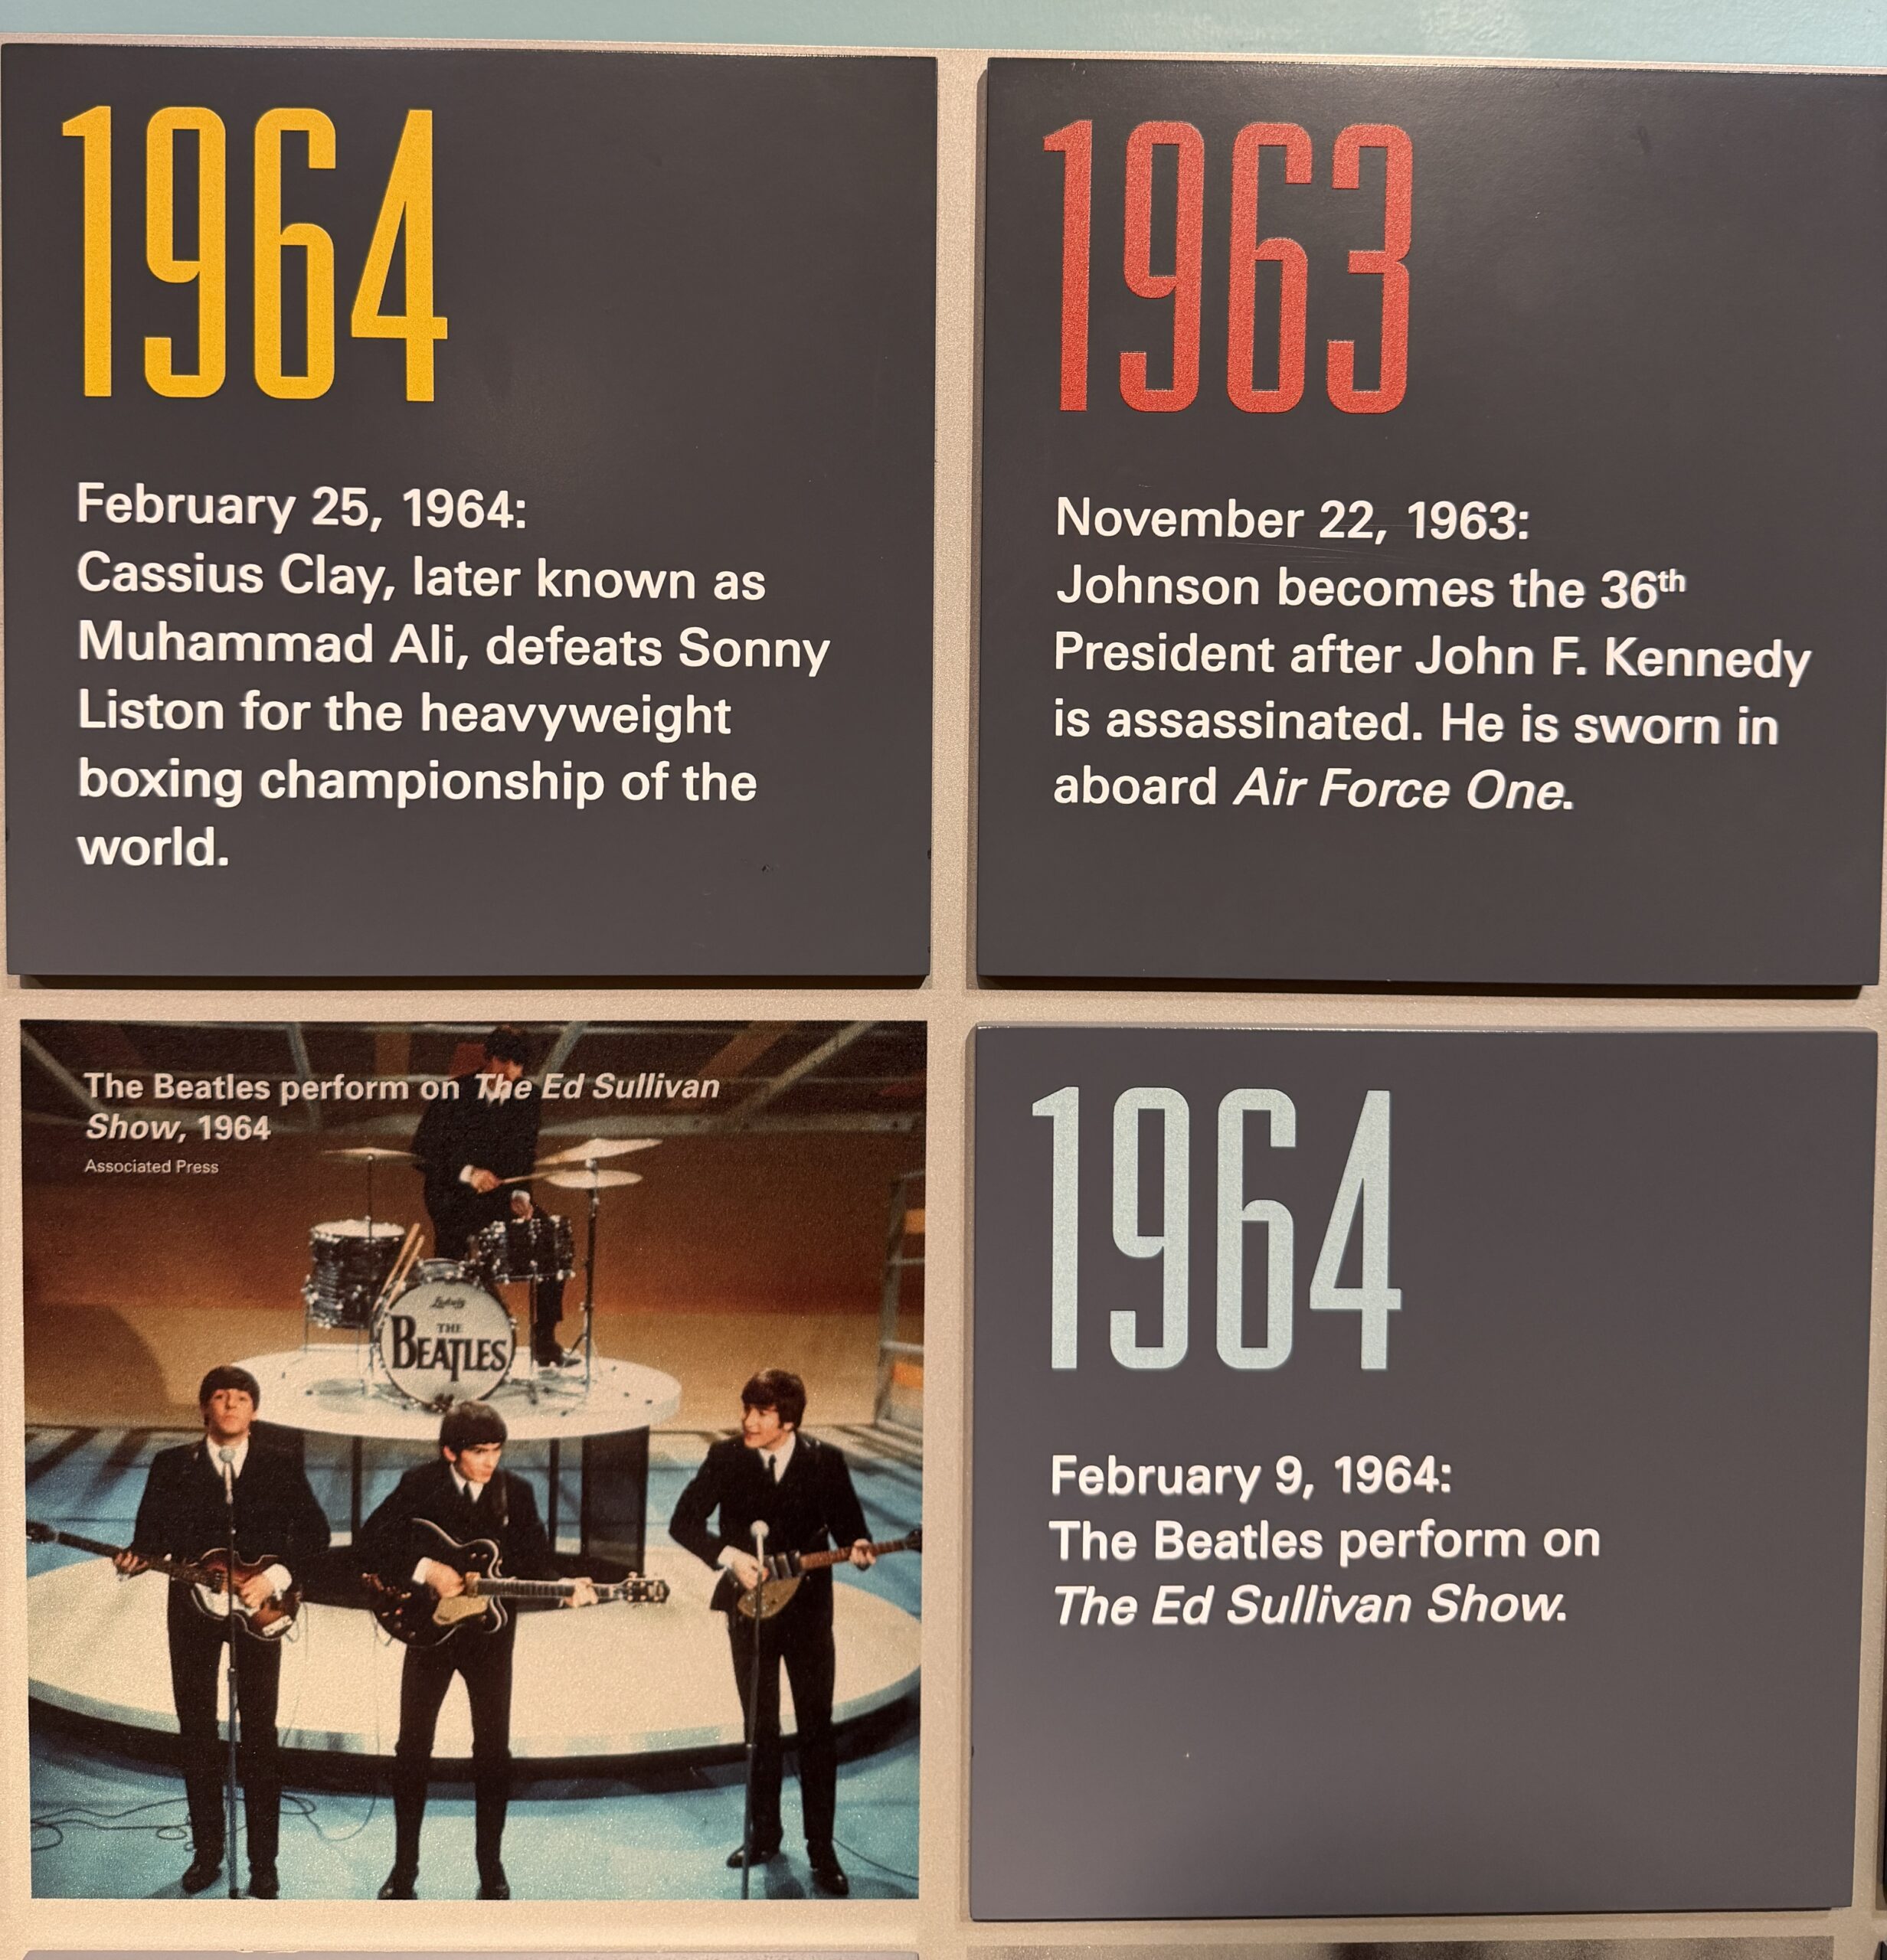 1964
February 25, 1964:
Cassius Clay, later known as
Muhammad Ali, defeats Sonny
Liston for the heavyweight
boxing championship of the
world.
1963
November 22, 1963:
Johnson becomes the 36th
President after John F. Kennedy
is assassinated. He is sworn in
aboard Air Force One.
The Beatles perform on The Ed Sullivan
Show, 1964
Associated Press
Ludwig
THE
BEATLES
1964
February 9, 1964:
The Beatles perform on
The Ed Sullivan Show.